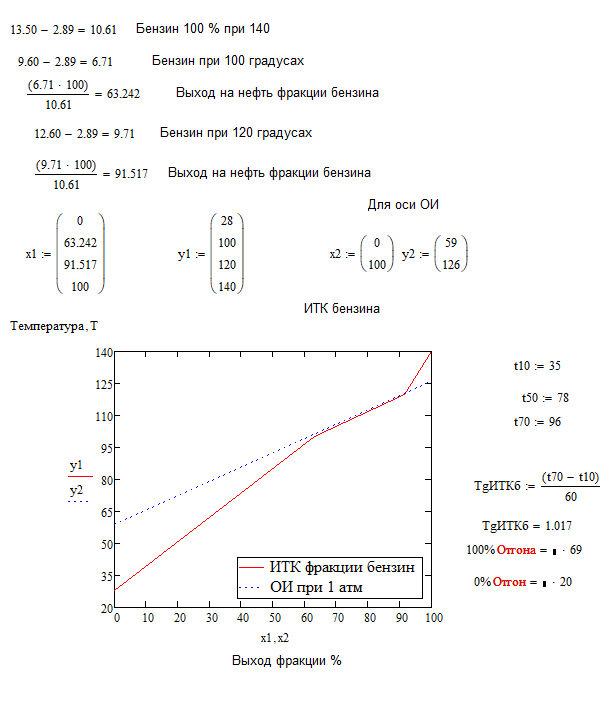 13.50 − 2.89 = 10.61 Бензин 100 % при 140
9.60 − 2.89 = 6.71 Бензин при 100 градусах
(6.71 · 100)
10.61
= 63.242 Выход на нефть фракции бензина
12.60 − 2.89 = 9.71 Бензин при 120 градусах
(9.71 · 100)
10.61
= 91.517 Выход на нефть фракции бензина
Для оси ОИ
x1 :=
0
63.242
91.517
100
y1 :=
28
100
120
140
x2 :=
0
100
y2 :=
59
126
ИТК бензина
Температура, Т
140
125
110
95
80
65
50
35
20
y1
y2
ИТК фракции бензин
ОИ при 1 атм
0 10 20 30 40 50 60 70 80 90 100
x1, x2
Выход фракции %
t10 := 35
t50 := 78
t70 := 96
TgИТКб :=
(t70 − t10)
60
TgИТКб = 1.017
100%Отгона = ▮ · 69
0%Отгон = ▮ · 20